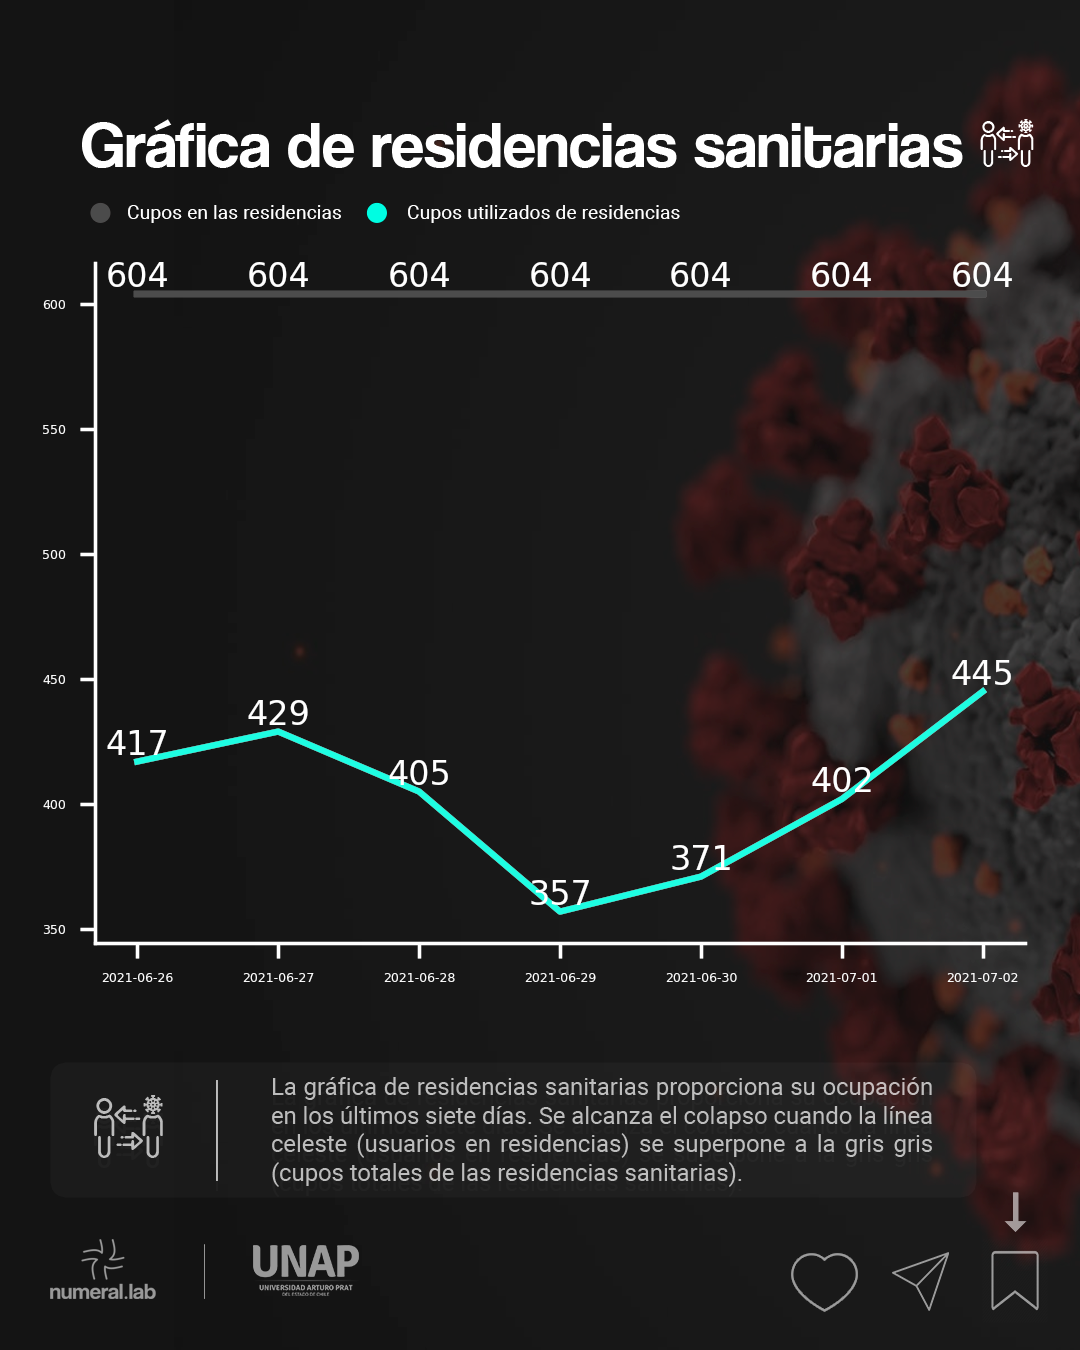 Gráfica de residencias sanitarias
Cupos en las residencias Cupos utilizados de residencias
604 604 604 604 604 604 604
600
550
500
450
400
350
417 429 405 357 371 402 445
2021-06-26 2021-06-27 2021-06-28 2021-06-29 2021-06-30 2021-07-01 2021-07-02
La gráfica de residencias sanitarias proporciona su ocupación
en los últimos siete días. Se alcanza el colapso cuando la línea
celeste (usuarios en residencias) se superpone a la gris gris
(cupos totales de las residencias sanitarias).
numeral.lab
UNAP
UNIVERSIDAD ARTURO PRAT
DEL ESTADO DE CHILE